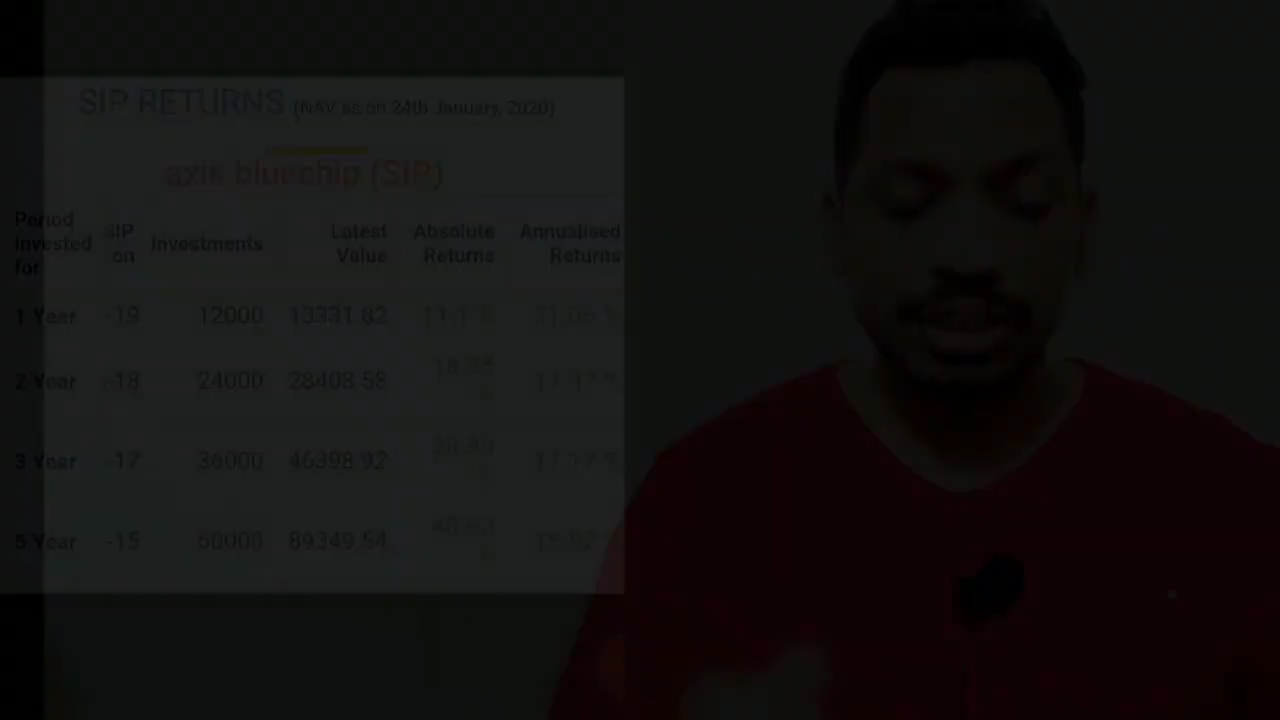 SIP RETURNS (NAV as on 24th January, 2020)
axis bluechip (SIP)
Period invested for SIP on Investments Latest Value Absolute Returns Annualised Returns
1 Year -19 12000 13331.82
2 Year -18 24000 28408.58
3 Year -17 36000 46398.92
5 Year -15 60000 89349.54